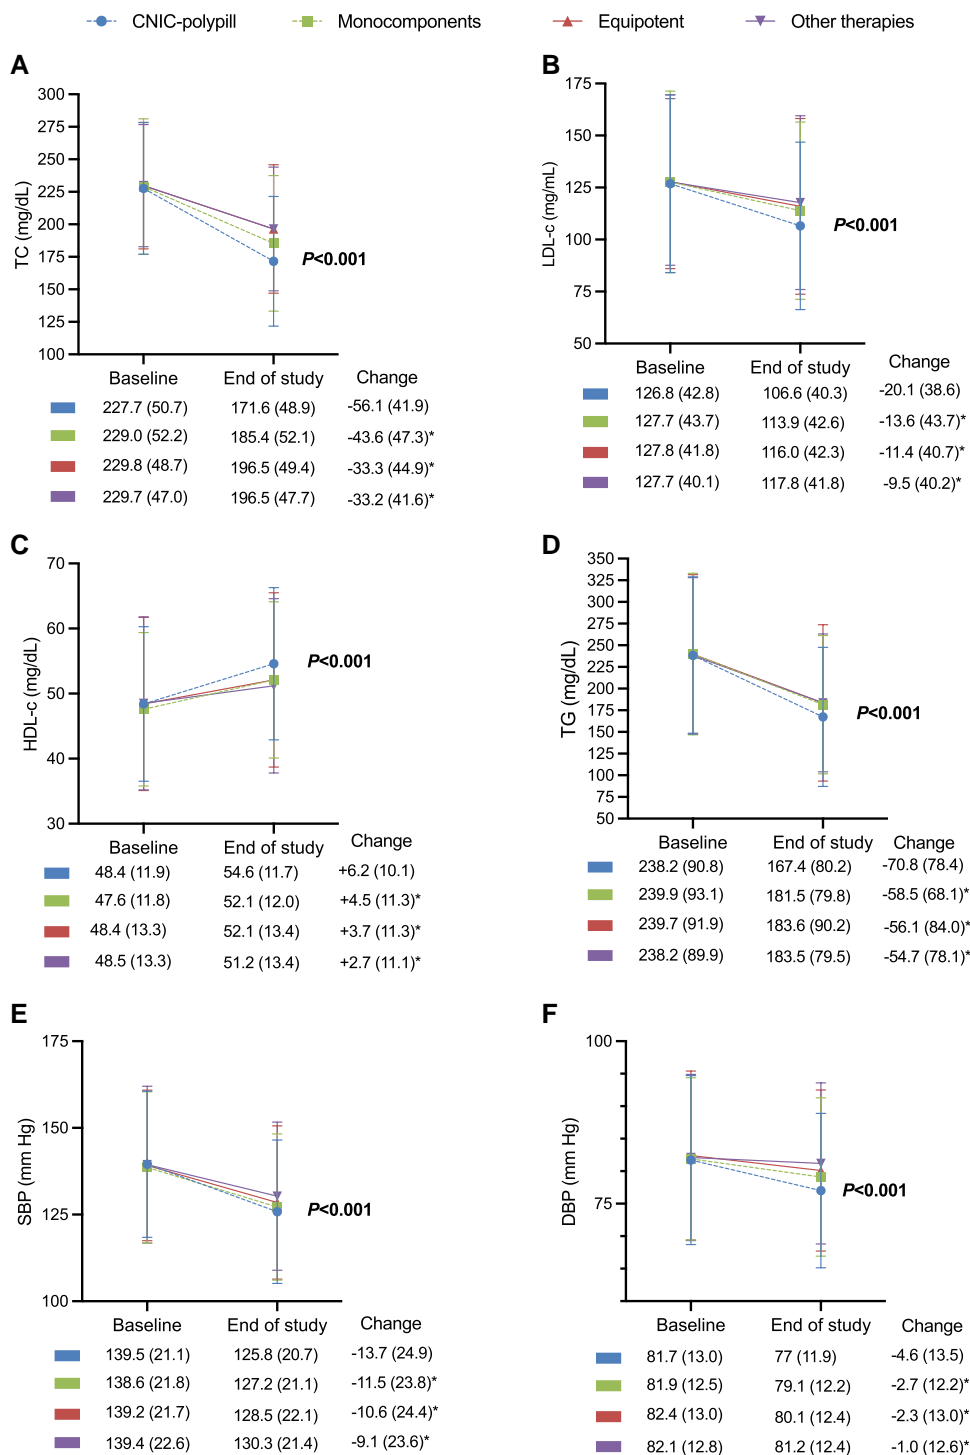 CNIC-polypill Monocomponents Equipotent Other therapies
A
300
275
250
225
200
175
150
125
100
TC (mg/dL)
P<0.001
Baseline End of study Change
227.7 (50.7) 171.6 (48.9) -56.1 (41.9)
229.0 (52.2) 185.4 (52.1) -43.6 (47.3)*
229.8 (48.7) 196.5 (49.4) -33.3 (44.9)*
229.7 (47.0) 196.5 (47.7) -33.2 (41.6)*
B
175
150
125
100
75
50
LDL-c (mg/mL)
P<0.001
Baseline End of study Change
126.8 (42.8) 106.6 (40.3) -20.1 (38.6)
127.7 (43.7) 113.9 (42.6) -13.6 (43.7)*
127.8 (41.8) 116.0 (42.3) -11.4 (40.7)*
127.7 (40.1) 117.8 (41.8) -9.5 (40.2)*
C
70
60
50
40
30
HDL-c (mg/dL)
P<0.001
Baseline End of study Change
48.4 (11.9) 54.6 (11.7) +6.2 (10.1)
47.6 (11.8) 52.1 (12.0) +4.5 (11.3)*
48.4 (13.3) 52.1 (13.4) +3.7 (11.3)*
48.5 (13.3) 51.2 (13.4) +2.7 (11.1)*
D
350
325
300
275
250
225
200
175
150
125
100
75
50
TG (mg/dL)
P<0.001
Baseline End of study Change
238.2 (90.8) 167.4 (80.2) -70.8 (78.4)
239.9 (93.1) 181.5 (79.8) -58.5 (68.1)*
239.7 (91.9) 183.6 (90.2) -56.1 (84.0)*
238.2 (89.9) 183.5 (79.5) -54.7 (78.1)*
E
175
150
125
100
SBP (mm Hg)
P<0.001
Baseline End of study Change
139.5 (21.1) 125.8 (20.7) -13.7 (24.9)
138.6 (21.8) 127.2 (21.1) -11.5 (23.8)*
139.2 (21.7) 128.5 (22.1) -10.6 (24.4)*
139.4 (22.6) 130.3 (21.4) -9.1 (23.6)*
F
100
75
DBP (mm Hg)
P<0.001
Baseline End of study Change
81.7 (13.0) 77 (11.9) -4.6 (13.5)
81.9 (12.5) 79.1 (12.2) -2.7 (12.2)*
82.4 (13.0) 80.1 (12.4) -2.3 (13.0)*
82.1 (12.8) 81.2 (12.4) -1.0 (12.6)*